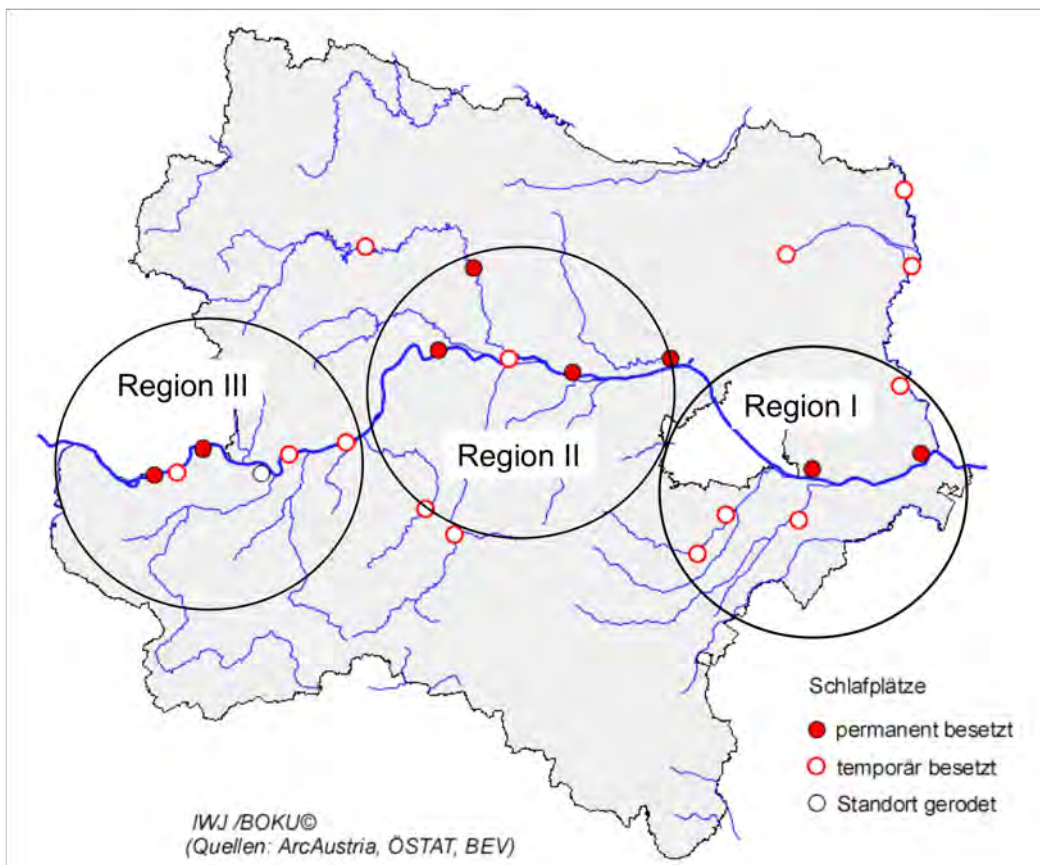 Region III
Region I
Region II
Schlafplätze
permanent besetzt
temporär besetzt
Standort gerodet
IWJ /BOKU©
(Quellen: ArcAustria, ÖSTAT, BEV)